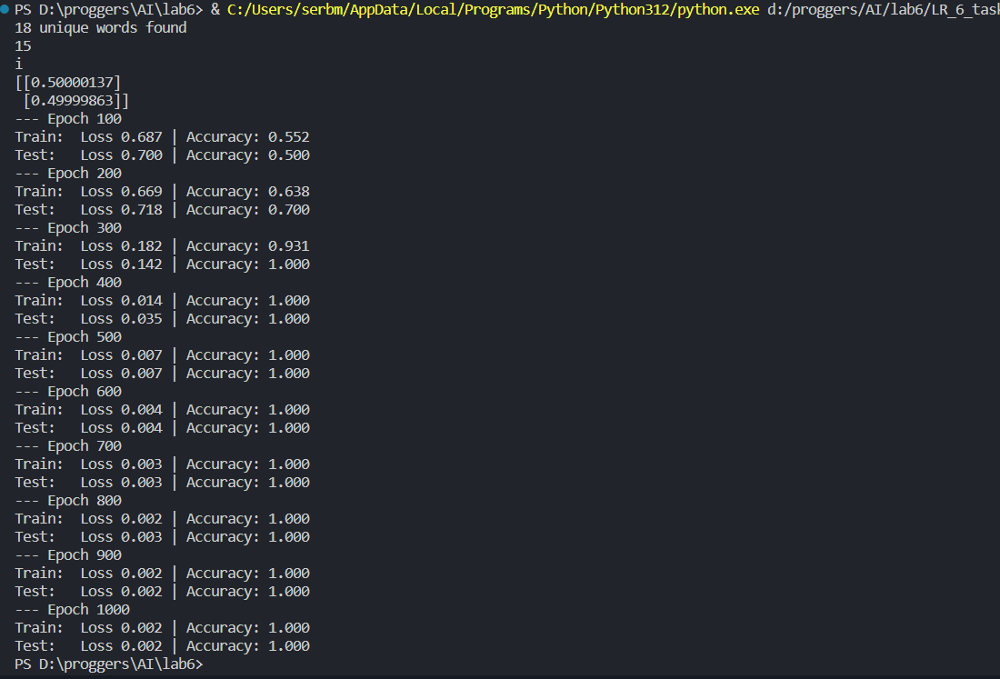 PS D:\proggers\AI\lab6> & C:/Users/serbm/AppData/Local/Programs/Python/Python312/python.exe d:/proggers/AI/lab6/LR_6_task
18 unique words found
15
i
[[0.50000137]
 [0.49999863]]
--- Epoch 100
Train:  Loss 0.687 | Accuracy: 0.552
Test:   Loss 0.700 | Accuracy: 0.500
--- Epoch 200
Train:  Loss 0.669 | Accuracy: 0.638
Test:   Loss 0.718 | Accuracy: 0.700
--- Epoch 300
Train:  Loss 0.182 | Accuracy: 0.931
Test:   Loss 0.142 | Accuracy: 1.000
--- Epoch 400
Train:  Loss 0.014 | Accuracy: 1.000
Test:   Loss 0.035 | Accuracy: 1.000
--- Epoch 500
Train:  Loss 0.007 | Accuracy: 1.000
Test:   Loss 0.007 | Accuracy: 1.000
--- Epoch 600
Train:  Loss 0.004 | Accuracy: 1.000
Test:   Loss 0.004 | Accuracy: 1.000
--- Epoch 700
Train:  Loss 0.003 | Accuracy: 1.000
Test:   Loss 0.003 | Accuracy: 1.000
--- Epoch 800
Train:  Loss 0.002 | Accuracy: 1.000
Test:   Loss 0.003 | Accuracy: 1.000
--- Epoch 900
Train:  Loss 0.002 | Accuracy: 1.000
Test:   Loss 0.002 | Accuracy: 1.000
--- Epoch 1000
Train:  Loss 0.002 | Accuracy: 1.000
Test:   Loss 0.002 | Accuracy: 1.000
PS D:\proggers\AI\lab6>